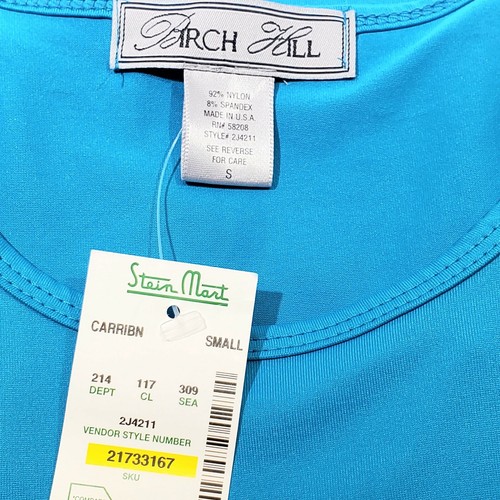 BIRCH HILL
92% NYLON
8% SPANDEX
MADE IN U.S.A.
RN# 58208
STYLE# 2J4211
SEE REVERSE
FOR CARE
S
Stein Mart
CARRIBN
SMALL
214 117 309
DEPT CL SEA
2J4211
VENDOR STYLE NUMBER
21733167
SKU